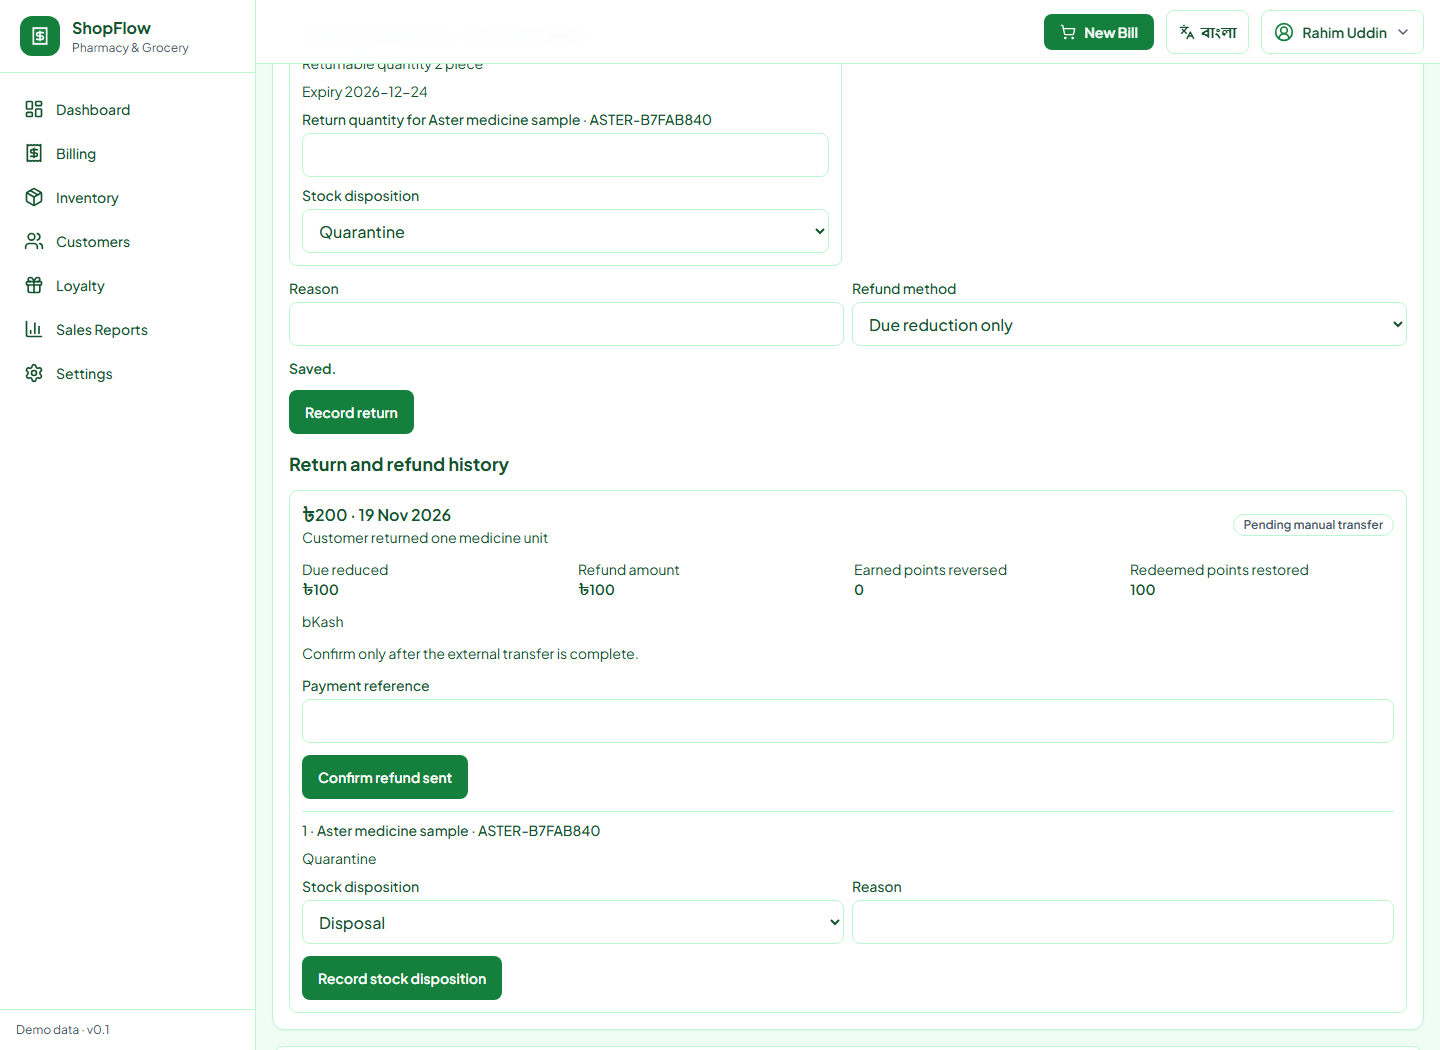 ShopFlow
Pharmacy & Grocery
New Bill
বাংলা
Rahim Uddin
Dashboard
Billing
Inventory
Customers
Loyalty
Sales Reports
Settings
Demo data · v0.1
Returnable quantity 2 piece
Expiry 2026-12-24
Return quantity for Aster medicine sample · ASTER-B7FAB840
Stock disposition
Quarantine
Reason
Refund method
Due reduction only
Saved.
Record return
Return and refund history
৳200 · 19 Nov 2026
Pending manual transfer
Customer returned one medicine unit
Due reduced
Refund amount
Earned points reversed
Redeemed points restored
৳100
৳100
0
100
bKash
Confirm only after the external transfer is complete.
Payment reference
Confirm refund sent
1 · Aster medicine sample · ASTER-B7FAB840
Quarantine
Stock disposition
Reason
Disposal
Record stock disposition